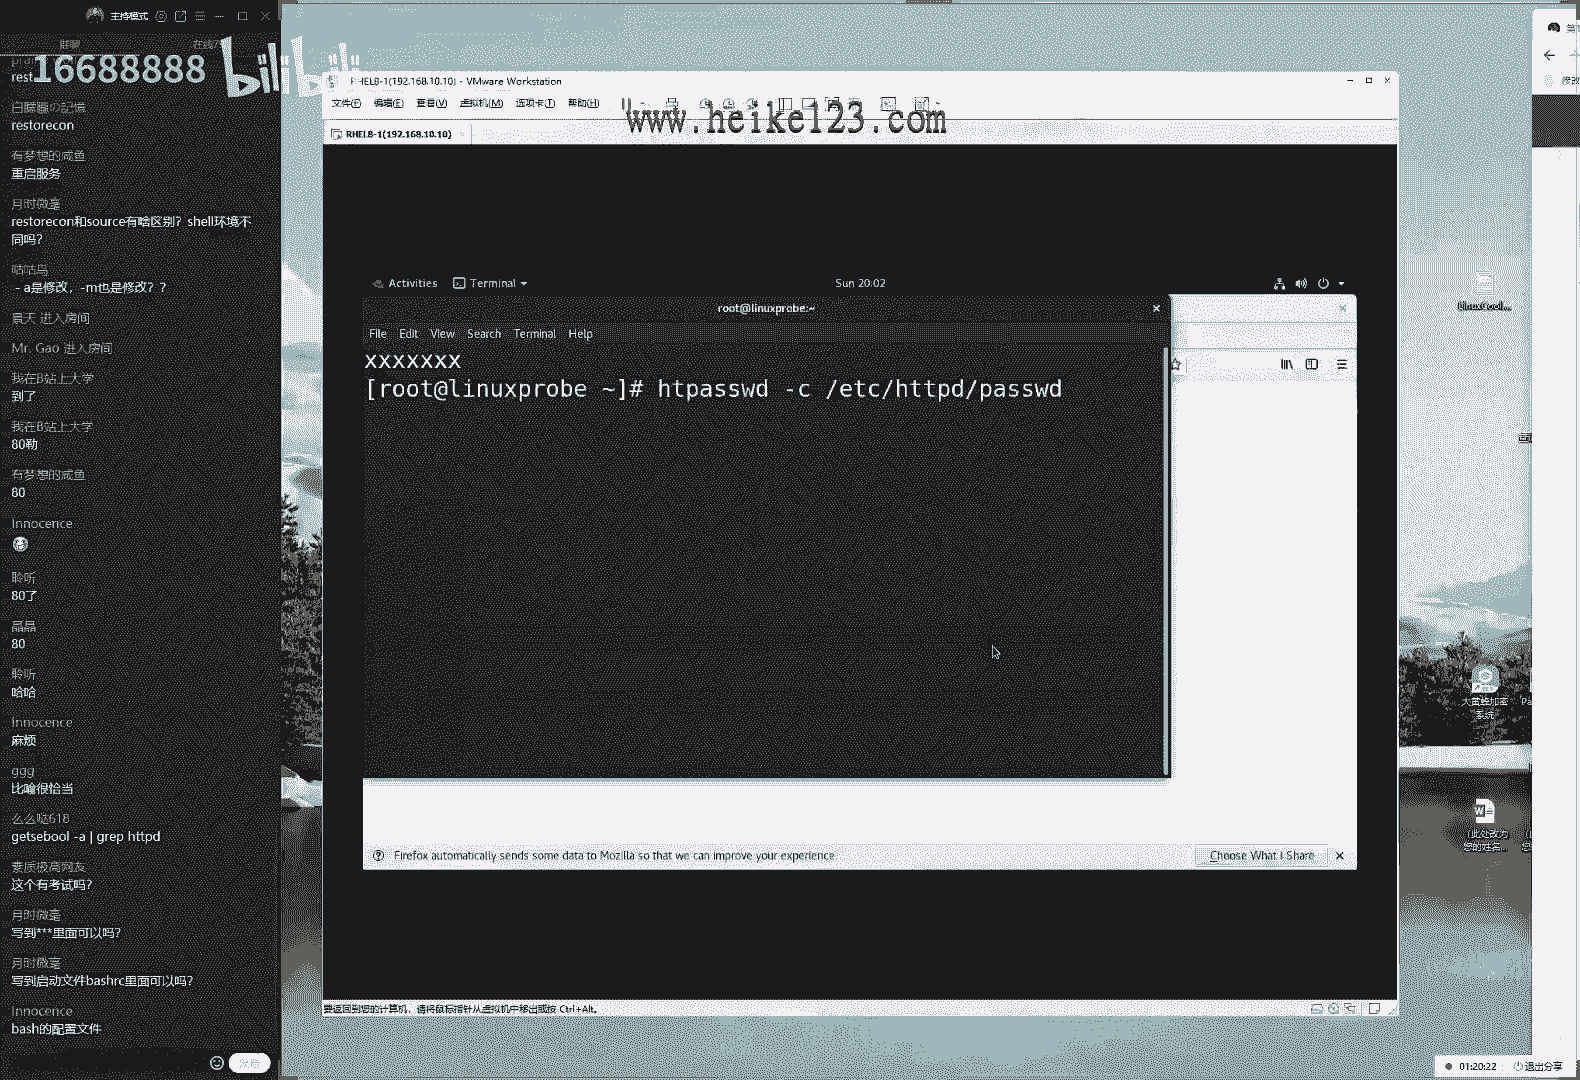 主持模式
群聊
16688888 bilibili
rest
白朦朧の記憶
restorecon
有梦想的咸鱼
重启服务
月时微毫
restorecon和source有啥区别? shell环境不
同吗?
咕咕鸟
- a是修改, -m也是修改? ?
景天 进入房间
Mr. Gao 进入房间
我在B站上大学
到了
我在B站上大学
80勒
有梦想的咸鱼
80
Innocence
聆听
80了
晶晶
80
聆听
哈哈
Innocence
麻烦
ggg
比喻很恰当
么么哒618
getsebool -a | grep httpd
素质极高网友
这个有考试吗?
月时微毫
写到***里面可以吗?
月时微毫
写到启动文件bashrc里面可以吗?
Innocence
bash的配置文件
发送
RHEL8-1(192.168.10.10) - VMware Workstation
文件(F) 编辑(E) 查看(V) 虚拟机(M) 选项卡(T) 帮助(H)
www.heike123.com
RHEL8-1(192.168.10.10)
Activities Terminal Sun 20:02
root@linuxprobe:~
File Edit View Search Terminal Help
xxxxxxx
[root@linuxprobe ~]# htpasswd -c /etc/httpd/passwd
Firefox automatically sends some data to Mozilla so that we can improve your experience.
Choose What I Share
要返回到您的计算机，请将鼠标指针从虚拟机中移出或按 Ctrl+Alt。
修改
LinuxCool...
大黄蜂加密
系统
Pa
(此处改为
您的姓名...
01:20:22 退出分享